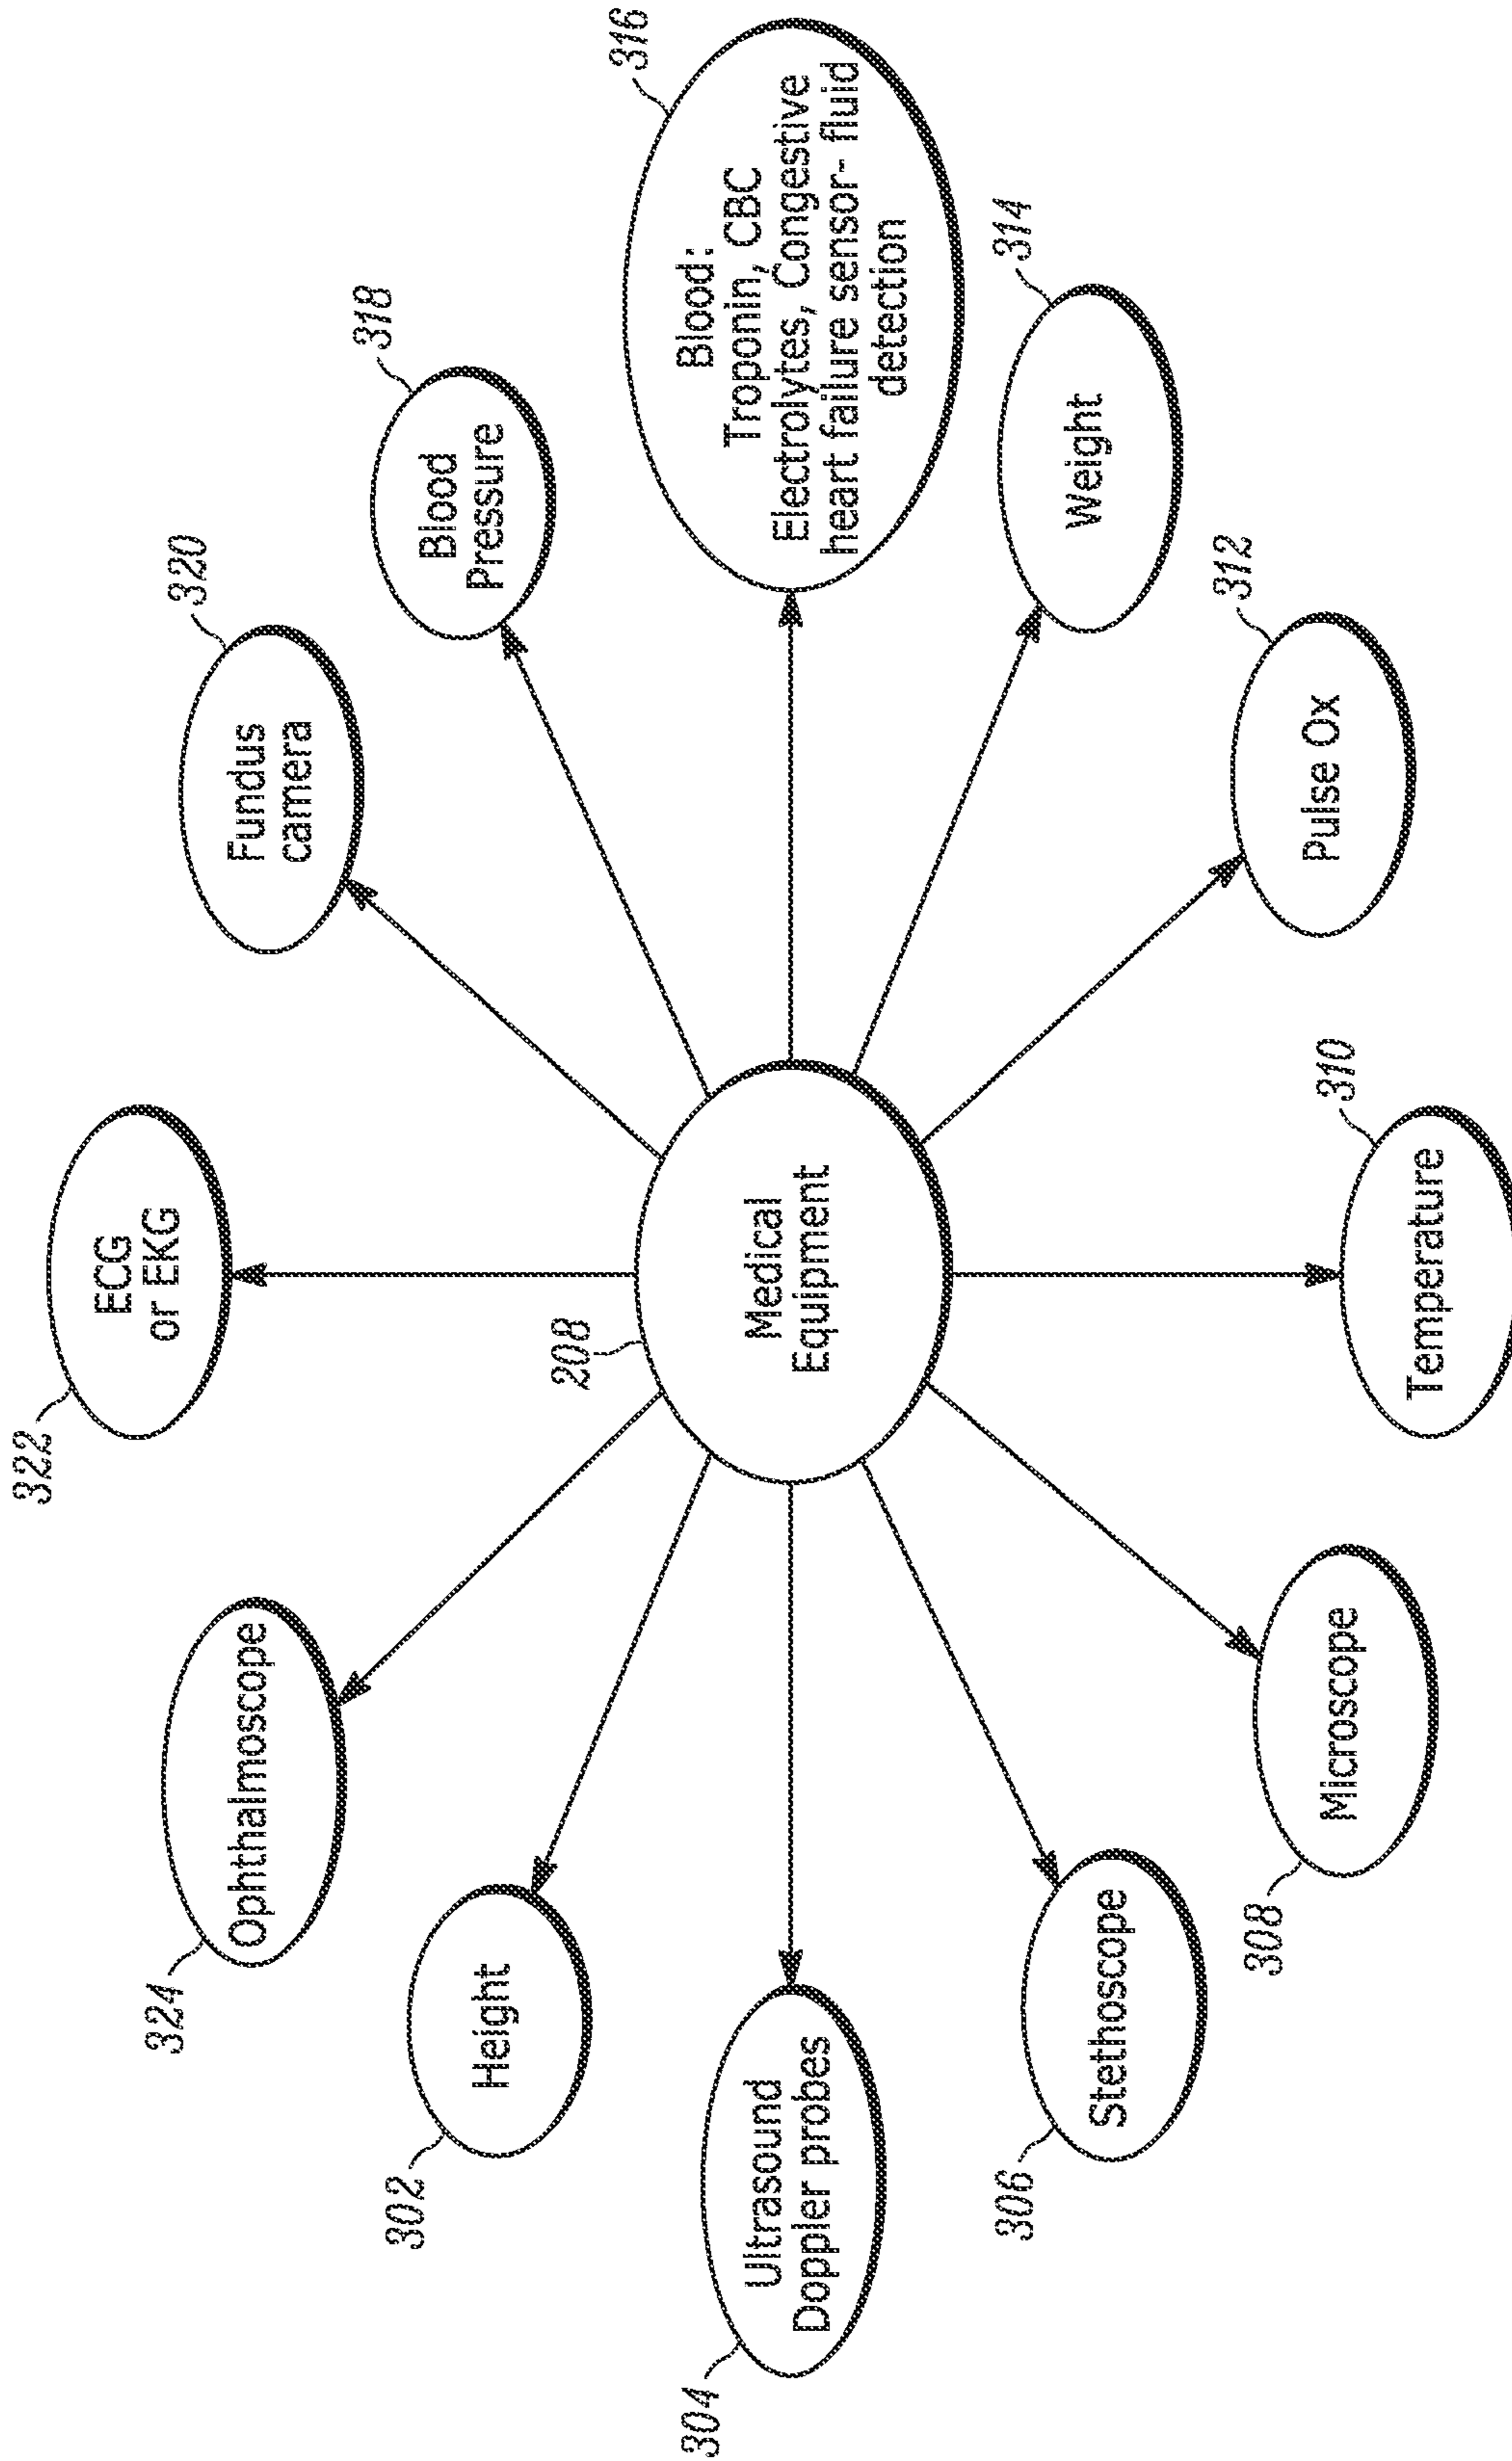 322
ECG
or EKG
324
Ophthalmoscope
320
Fundus
camera
302
Height
318
Blood
Pressure
304
Ultrasound
Doppler probes
208
Medical
Equipment
316
Blood:
Troponin, CBC
Electrolytes, Congestive
heart failure sensor- fluid
detection
306
Stethoscope
314
Weight
308
Microscope
312
Pulse Ox
310
Temperature